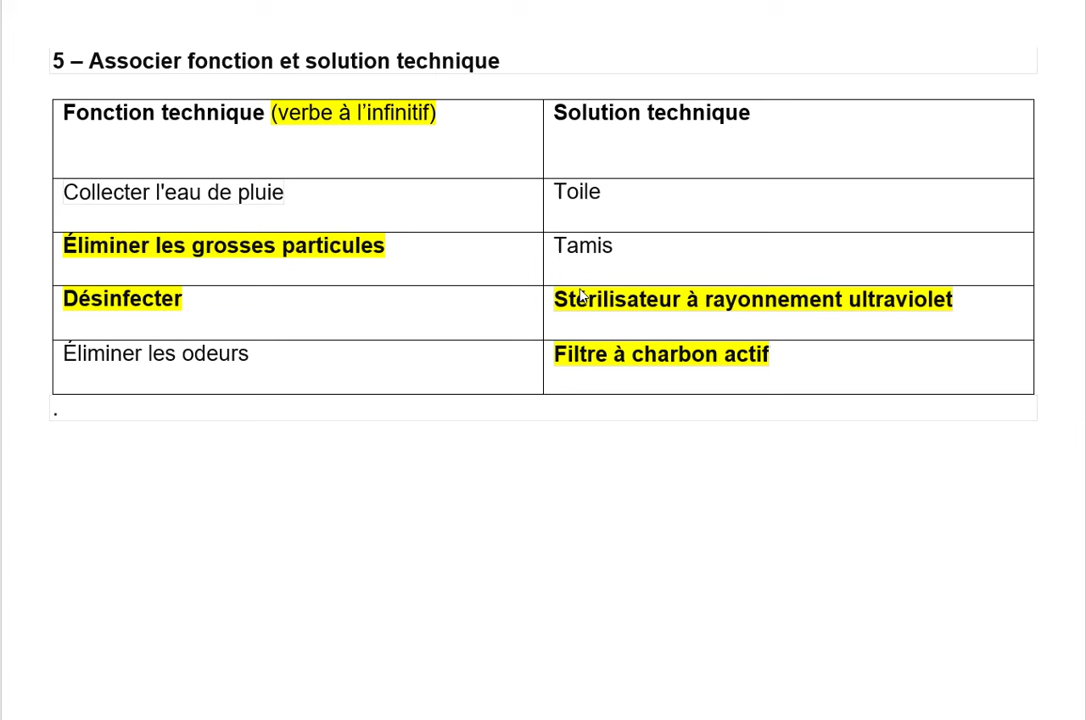 5 – Associer fonction et solution technique
Fonction technique (verbe à l’infinitif)
Solution technique
Collecter l'eau de pluie
Toile
Éliminer les grosses particules
Tamis
Désinfecter
Stérilisateur à rayonnement ultraviolet
Éliminer les odeurs
Filtre à charbon actif
.